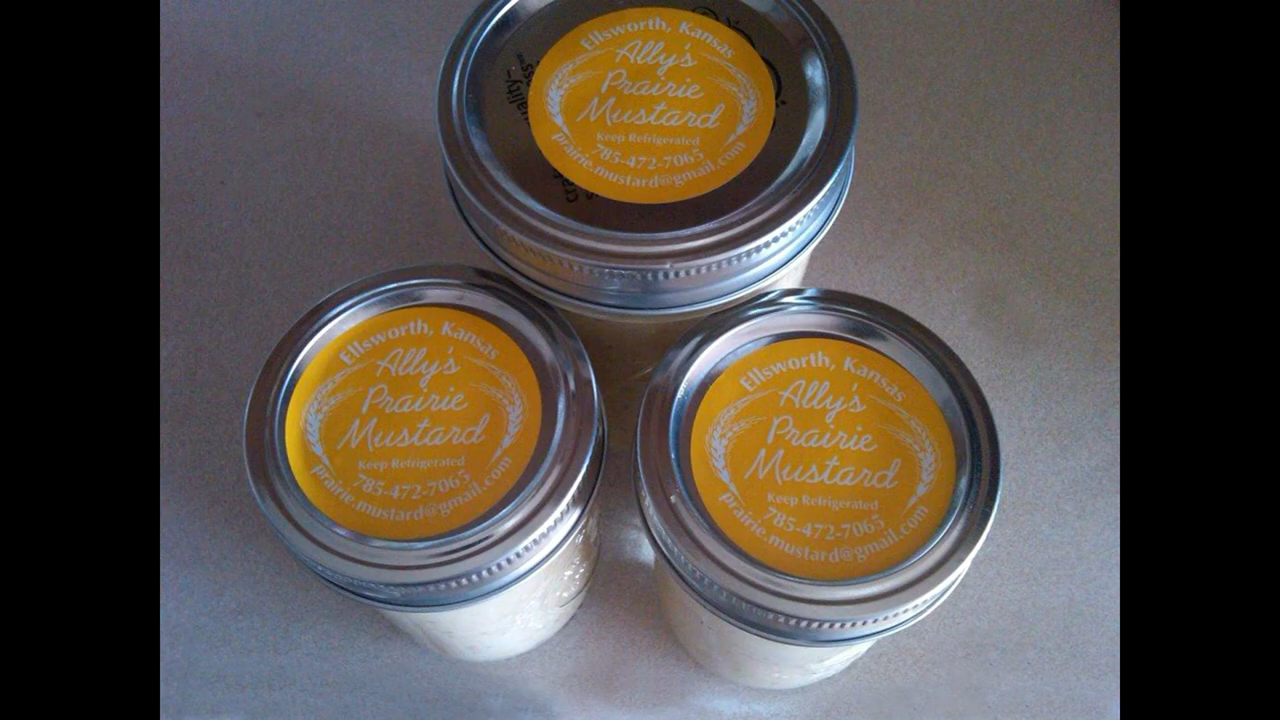 Ellsworth, Kansas
Ally's
Prairie
Mustard
Keep Refrigerated
785-472-7065
prairie.mustard@gmail.com
Ellsworth, Kansas
Ally's
Prairie
Mustard
Keep Refrigerated
785-472-7065
prairie.mustard@gmail.com
Ellsworth, Kansas
Ally's
Prairie
Mustard
Keep Refrigerated
785-472-7065
prairie.mustard@gmail.com